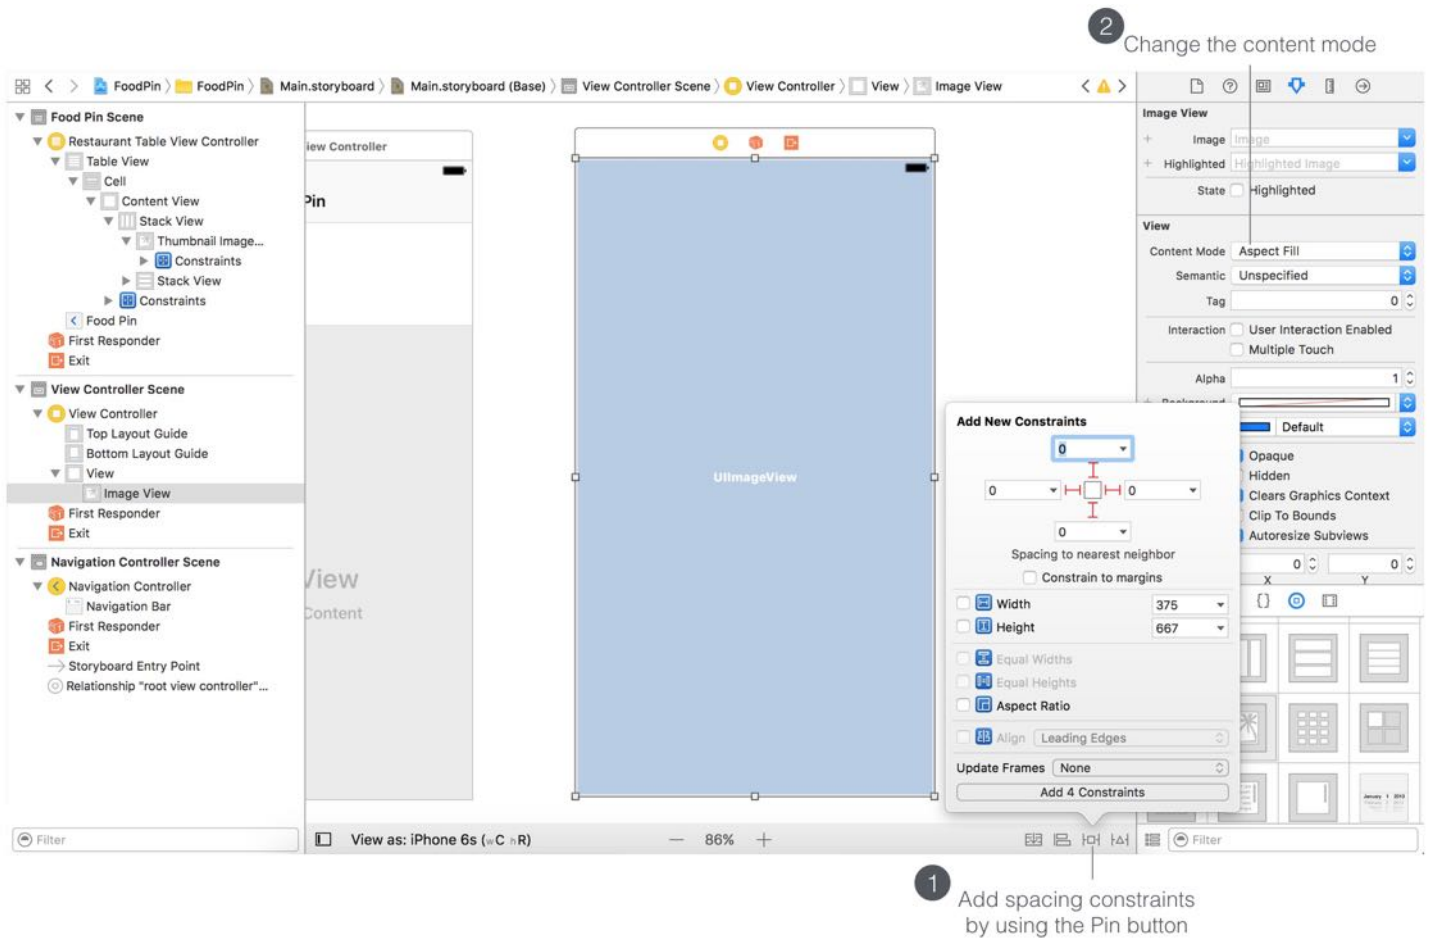 2
Change the content mode
FoodPin
FoodPin
Main.storyboard
Main.storyboard (Base)
View Controller Scene
View Controller
View
Image View
Food Pin Scene
Restaurant Table View Controller
Table View
Cell
Content View
Stack View
Thumbnail Image...
Constraints
Stack View
Constraints
Food Pin
First Responder
Exit
View Controller Scene
View Controller
Top Layout Guide
Bottom Layout Guide
View
Image View
First Responder
Exit
Navigation Controller Scene
Navigation Controller
Navigation Bar
First Responder
Exit
Storyboard Entry Point
Relationship "root view controller"...
Filter
iew Controller
Pin
View
Content
UIImageView
View as: iPhone 6s (wC hR)
86%
Add New Constraints
0
0
0
0
Spacing to nearest neighbor
Constrain to margins
Width 375
Height 667
Equal Widths
Equal Heights
Aspect Ratio
Align Leading Edges
Update Frames None
Add 4 Constraints
Image View
Image Image
Highlighted Highlighted Image
State Highlighted
View
Content Mode Aspect Fill
Semantic Unspecified
Tag 0
Interaction User Interaction Enabled
Multiple Touch
Alpha 1
Background
Default
Opaque
Hidden
Clears Graphics Context
Clip To Bounds
Autoresize Subviews
0 0
X Y
{}
Filter
1
Add spacing constraints
by using the Pin button